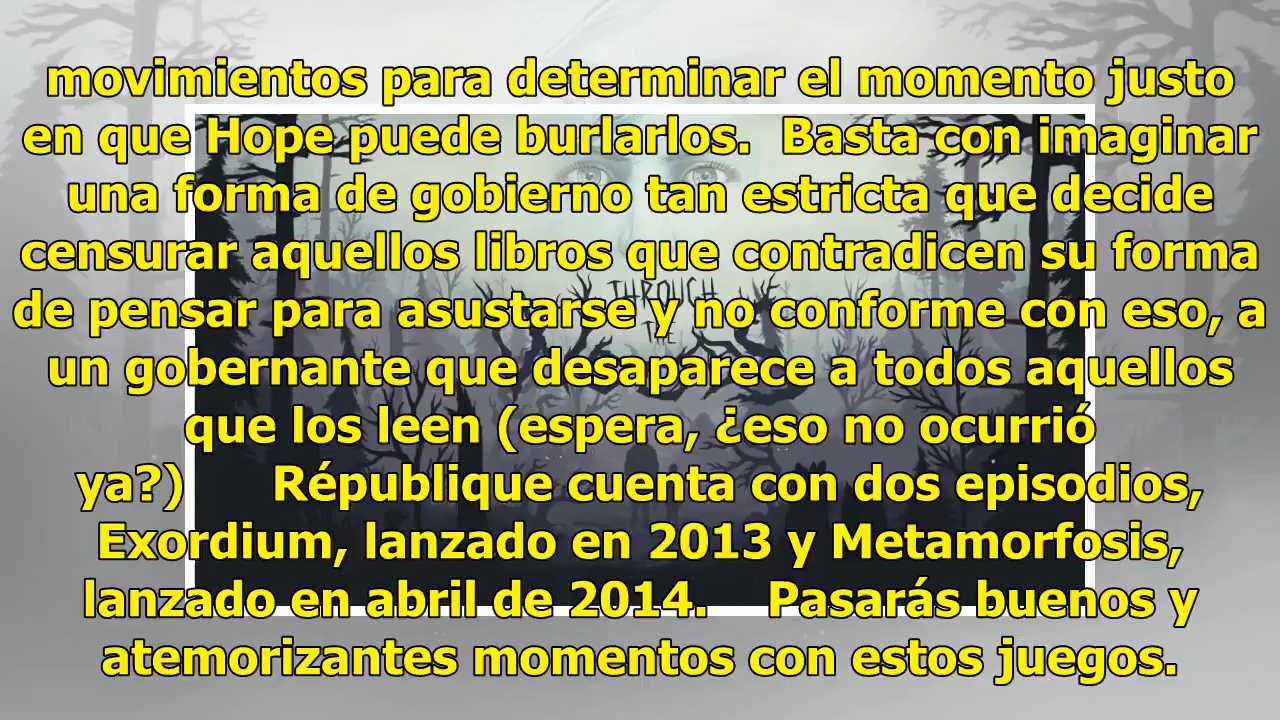 movimientos para determinar el momento justo
en que Hope puede burlarlos. Basta con imaginar
una forma de gobierno tan estricta que decide
censurar aquellos libros que contradicen su forma
de pensar para asustarse y no conforme con eso, a
un gobernante que desaparece a todos aquellos
que los leen (espera, ¿eso no ocurrió
ya?) République cuenta con dos episodios,
Exordium, lanzado en 2013 y Metamorfosis,
lanzado en abril de 2014. Pasarás buenos y
atemorizantes momentos con estos juegos.
THROUGH
THE